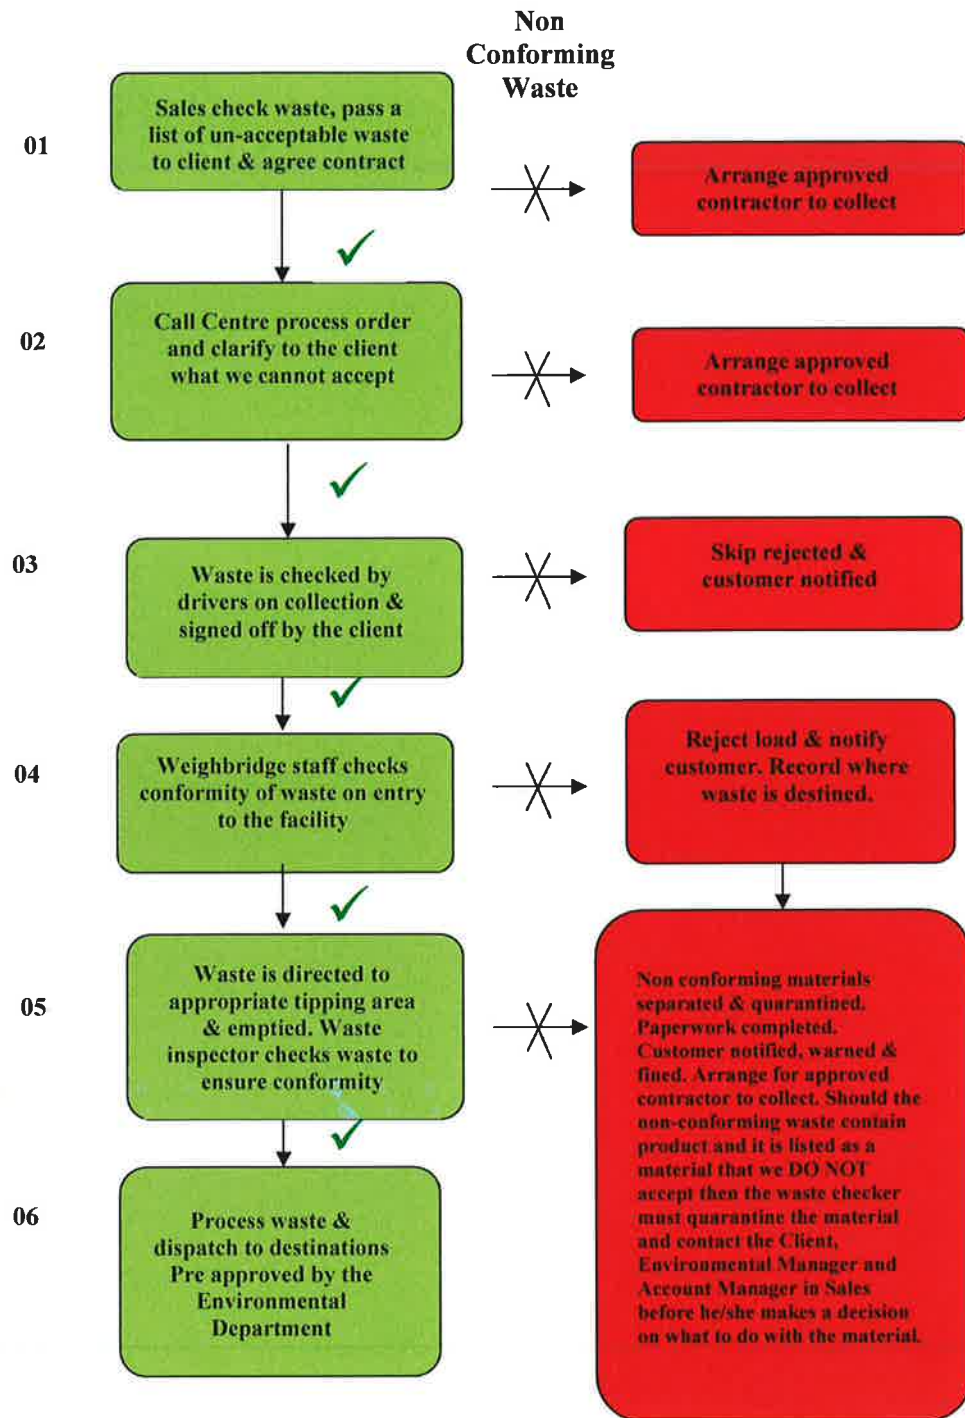 Non
Conforming
Waste
01
Sales check waste, pass a
list of un-acceptable waste
to client & agree contract
Arrange approved
contractor to collect
02
Call Centre process order
and clarify to the client
what we cannot accept
Arrange approved
contractor to collect
03
Waste is checked by
drivers on collection &
signed off by the client
Skip rejected &
customer notified
04
Weighbridge staff checks
conformity of waste on entry
to the facility
Reject load & notify
customer. Record where
waste is destined.
05
Waste is directed to
appropriate tipping area
& emptied. Waste
inspector checks waste to
ensure conformity
Non conforming materials
separated & quarantined.
Paperwork completed.
Customer notified, warned &
fined. Arrange for approved
contractor to collect. Should the
non-conforming waste contain
product and it is listed as a
material that we DO NOT
accept then the waste checker
must quarantine the material
and contact the Client,
Environmental Manager and
Account Manager in Sales
before he/she makes a decision
on what to do with the material.
06
Process waste &
dispatch to destinations
Pre approved by the
Environmental
Department